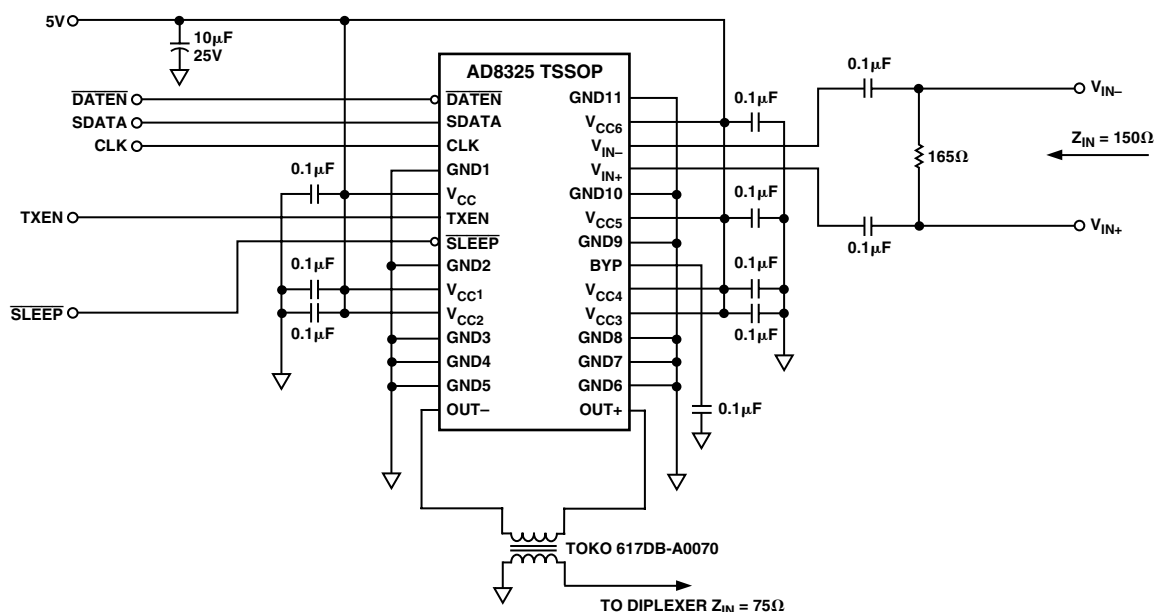 5V
10µF
25V
AD8325 TSSOP
DATEN
SDATA
CLK
TXEN
SLEEP
DATEN
SDATA
CLK
GND1
VCC
TXEN
SLEEP
GND2
VCC1
VCC2
GND3
GND4
GND5
OUT–
GND11
VCC6
VIN–
VIN+
GND10
VCC5
GND9
BYP
VCC4
VCC3
GND8
GND7
GND6
OUT+
0.1µF
0.1µF
0.1µF
0.1µF
0.1µF
0.1µF
0.1µF
0.1µF
0.1µF
0.1µF
VIN–
ZIN = 150Ω
165Ω
VIN+
TOKO 617DB-A0070
TO DIPLEXER ZIN = 75Ω